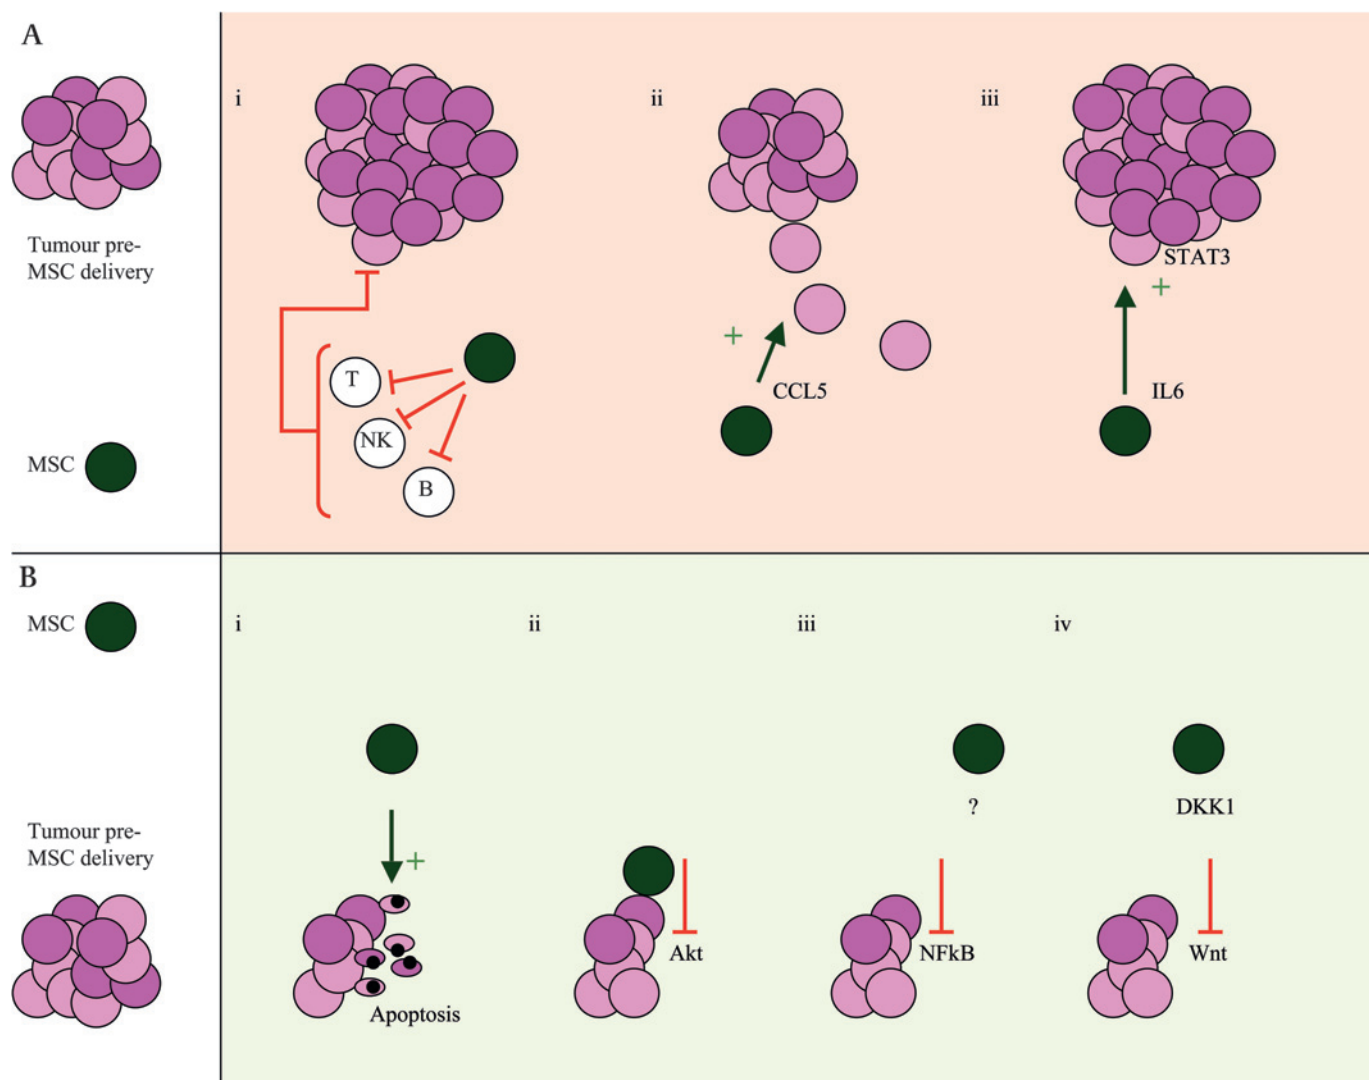 A
i
ii
iii
Tumour pre-
MSC delivery
STAT3
+
+
T
CCL5
IL6
NK
MSC
B
B
MSC
i
ii
iii
iv
?
DKK1
Tumour pre-
MSC delivery
+
Akt
NFkB
Wnt
Apoptosis